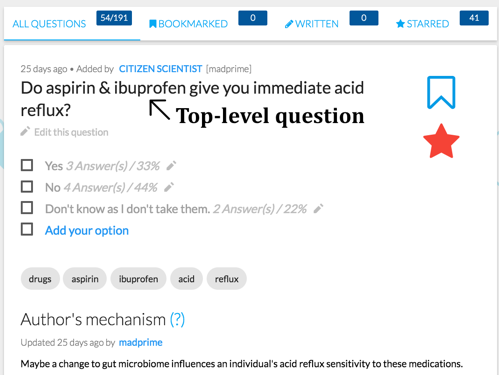 ALL QUESTIONS 54/191 BOOKMARKED 0 WRITTEN 0 STARRED 41
25 days ago • Added by CITIZEN SCIENTIST [madprime]
Do aspirin & ibuprofen give you immediate acid
reflux?
Top-level question
Edit this question
Yes 3 Answer(s) / 33%
No 4 Answer(s) / 44%
Don't know as I don't take them. 2 Answer(s) / 22%
Add your option
drugs aspirin ibuprofen acid reflux
Author's mechanism (?)
Updated 25 days ago by madprime
Maybe a change to gut microbiome influences an individual's acid reflux sensitivity to these medications.